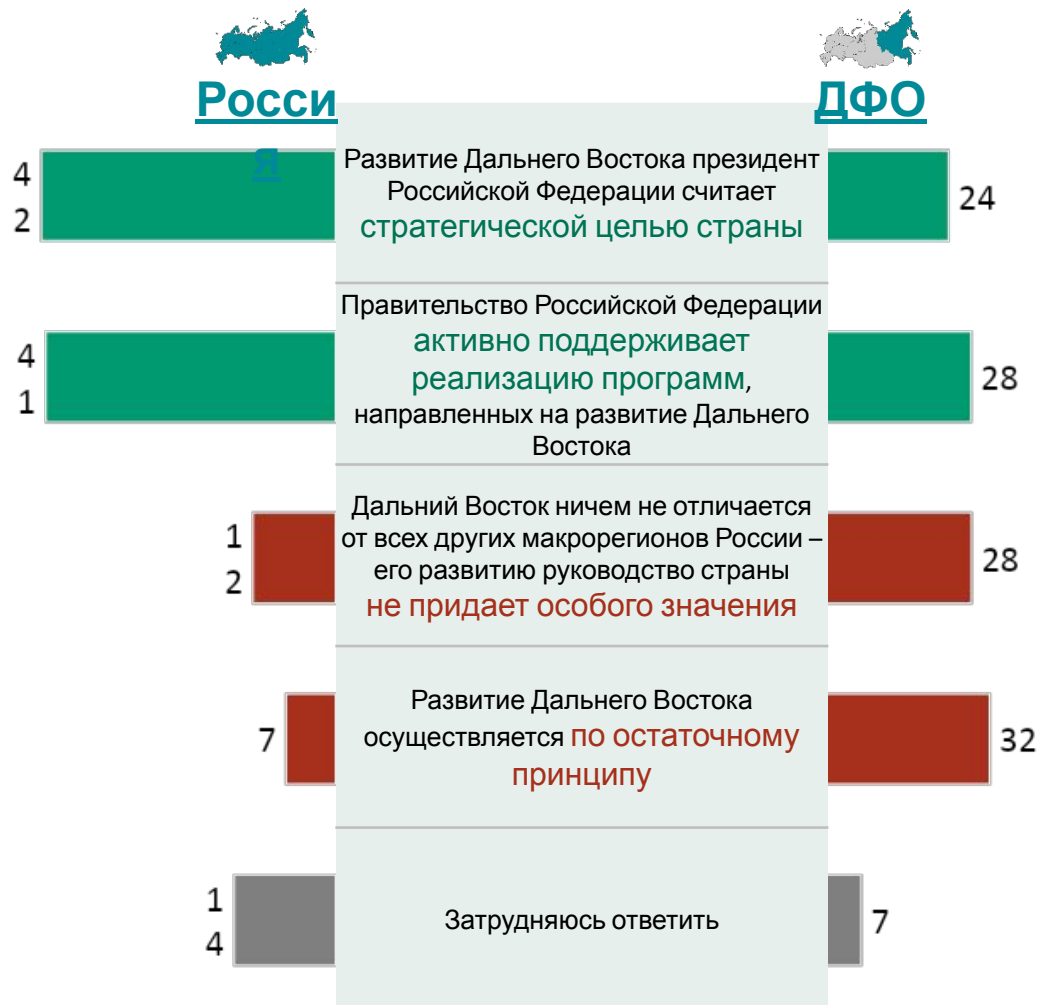 Росси
я
ДФО
4
2
Развитие Дальнего Востока президент
Российской Федерации считает
стратегической целью страны
24
4
1
Правительство Российской Федерации
активно поддерживает
реализацию программ,
направленных на развитие Дальнего
Востока
28
1
2
Дальний Восток ничем не отличается
от всех других макрорегионов России –
его развитию руководство страны
не придает особого значения
28
7
Развитие Дальнего Востока
осуществляется по остаточному
принципу
32
1
4
Затрудняюсь ответить
7